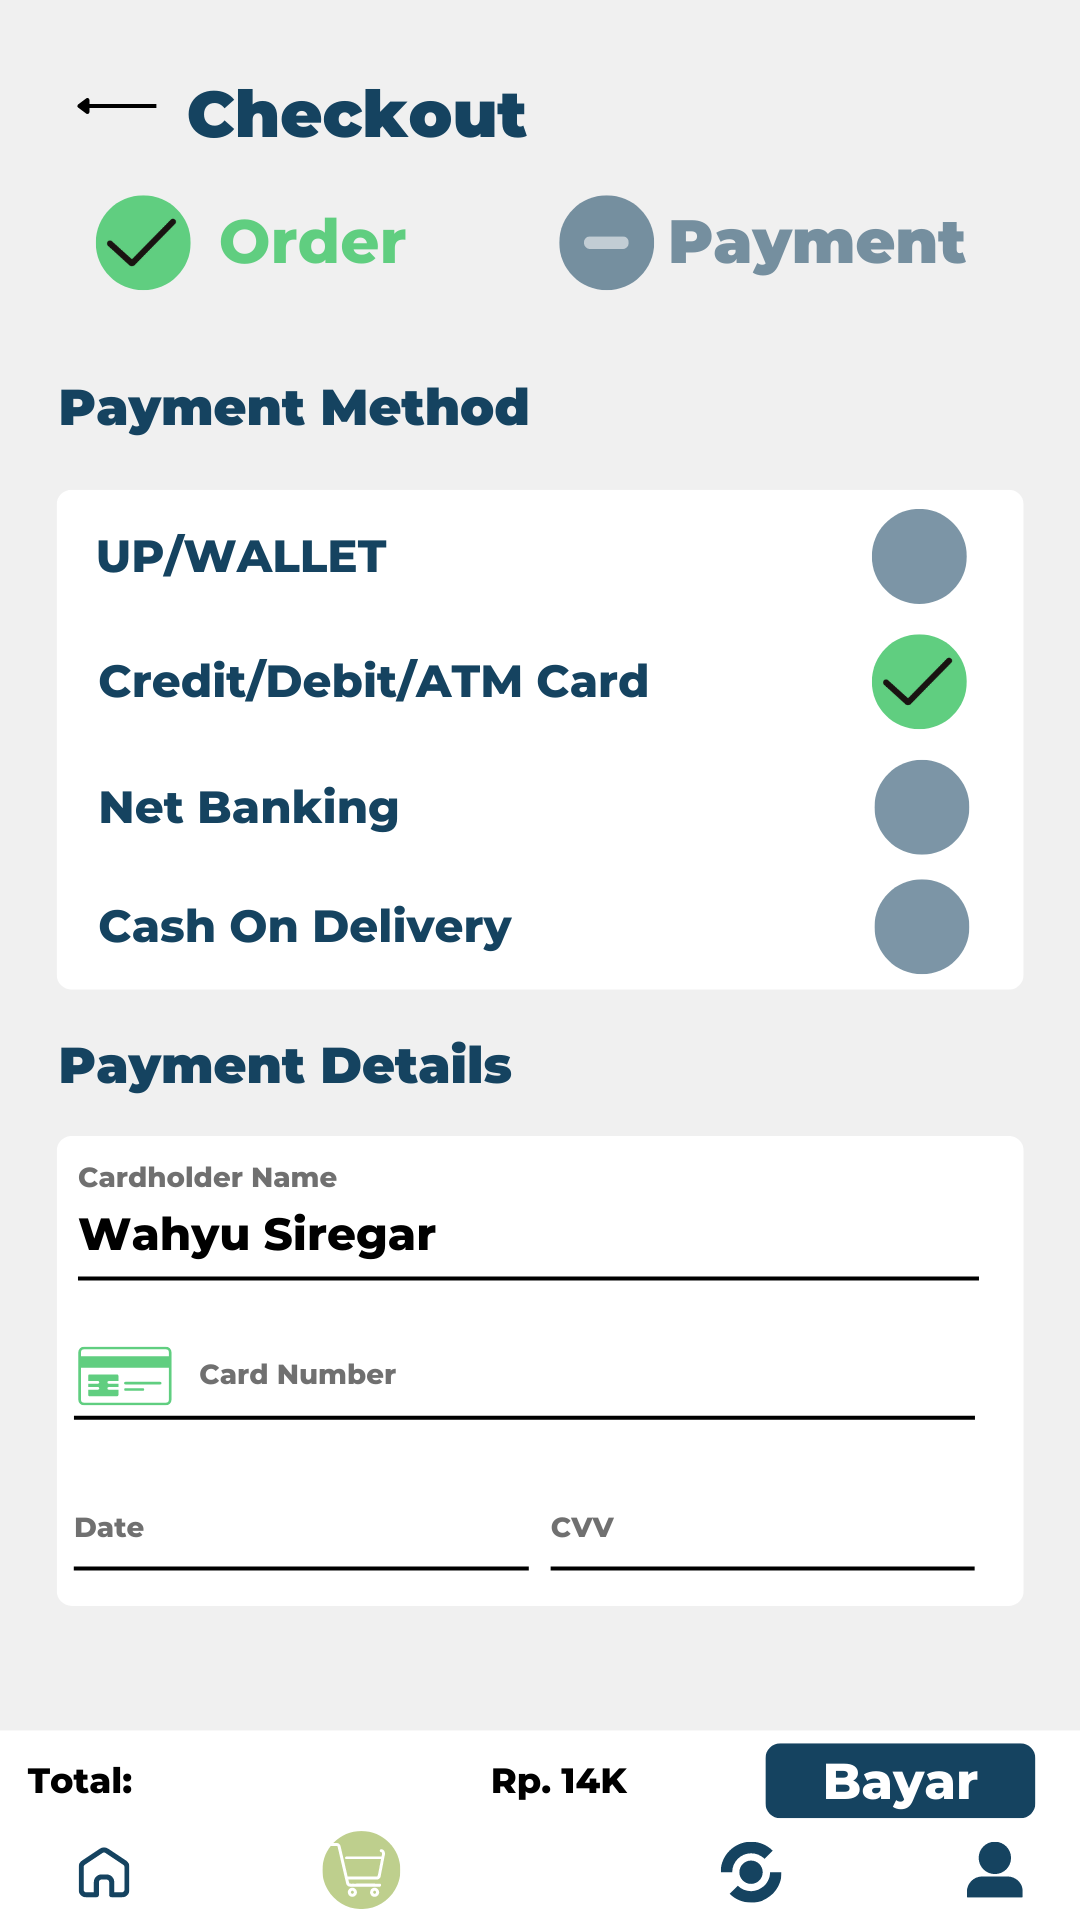 Checkout
Order
Payment
Payment Method
UP/WALLET
Credit/Debit/ATM Card
Net Banking
Cash On Delivery
Payment Details
Cardholder Name
Wahyu Siregar
Card Number
Date
CVV
Total:
Rp. 14K
Bayar